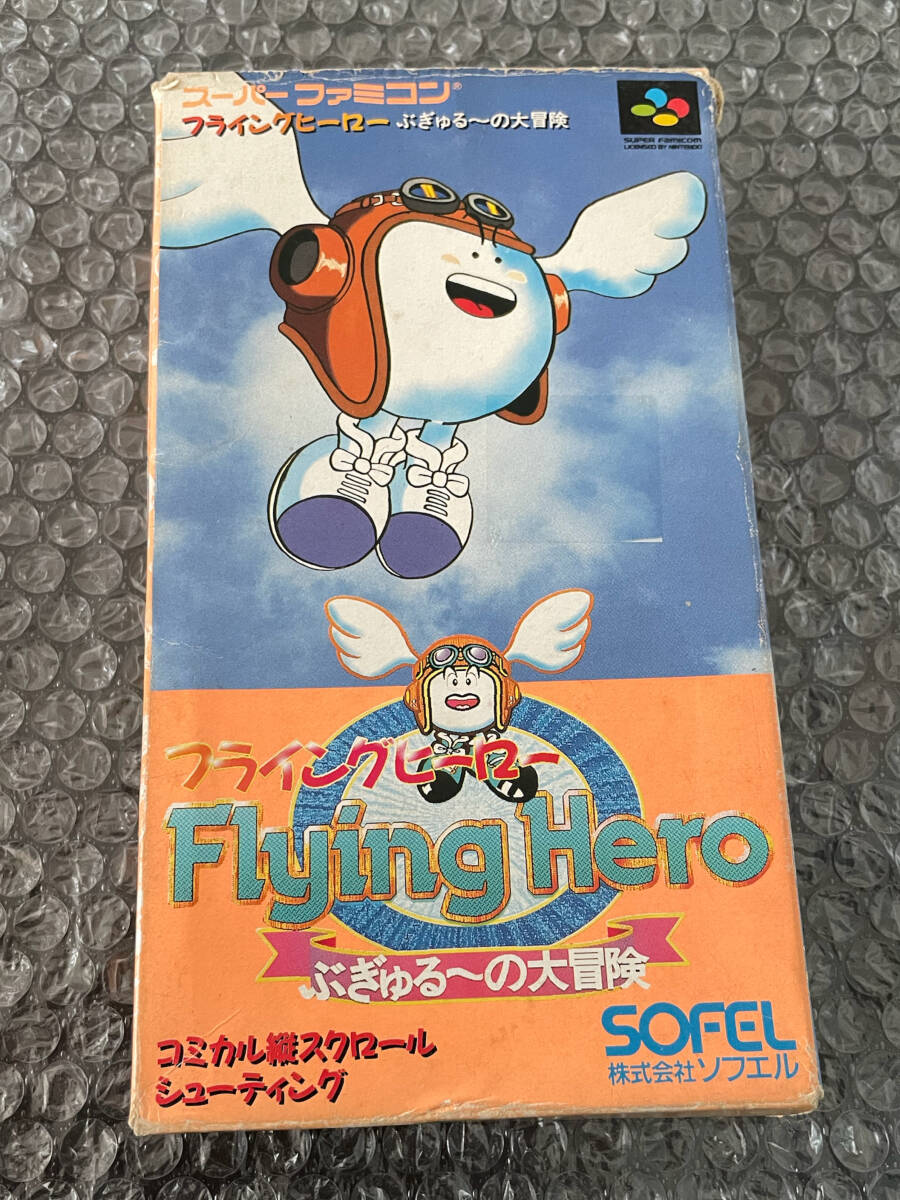 スーパーファミコン®
フライングヒーロー ぶぎゅる〜の大冒険
SUPER FAMICOM
LICENSED BY NINTENDO
フライングヒーロー
Flying Hero
ぶぎゅる〜の大冒険
SOFEL
株式会社ソフエル
コミカル縦スクロール
シューティング